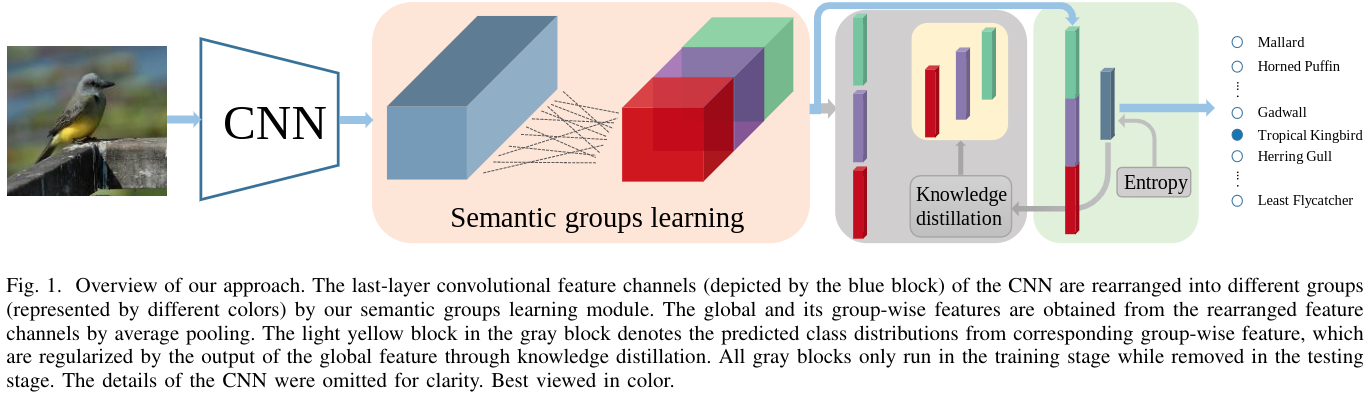 CNN
Semantic groups learning
Knowledge
distillation
Entropy
Mallard
Horned Puffin
⋮
Gadwall
Tropical Kingbird
Herring Gull
⋮
Least Flycatcher
Fig. 1. Overview of our approach. The last-layer convolutional feature channels (depicted by the blue block) of the CNN are rearranged into different groups
(represented by different colors) by our semantic groups learning module. The global and its group-wise features are obtained from the rearranged feature
channels by average pooling. The light yellow block in the gray block denotes the predicted class distributions from corresponding group-wise feature, which
are regularized by the output of the global feature through knowledge distillation. All gray blocks only run in the training stage while removed in the testing
stage. The details of the CNN were omitted for clarity. Best viewed in color.